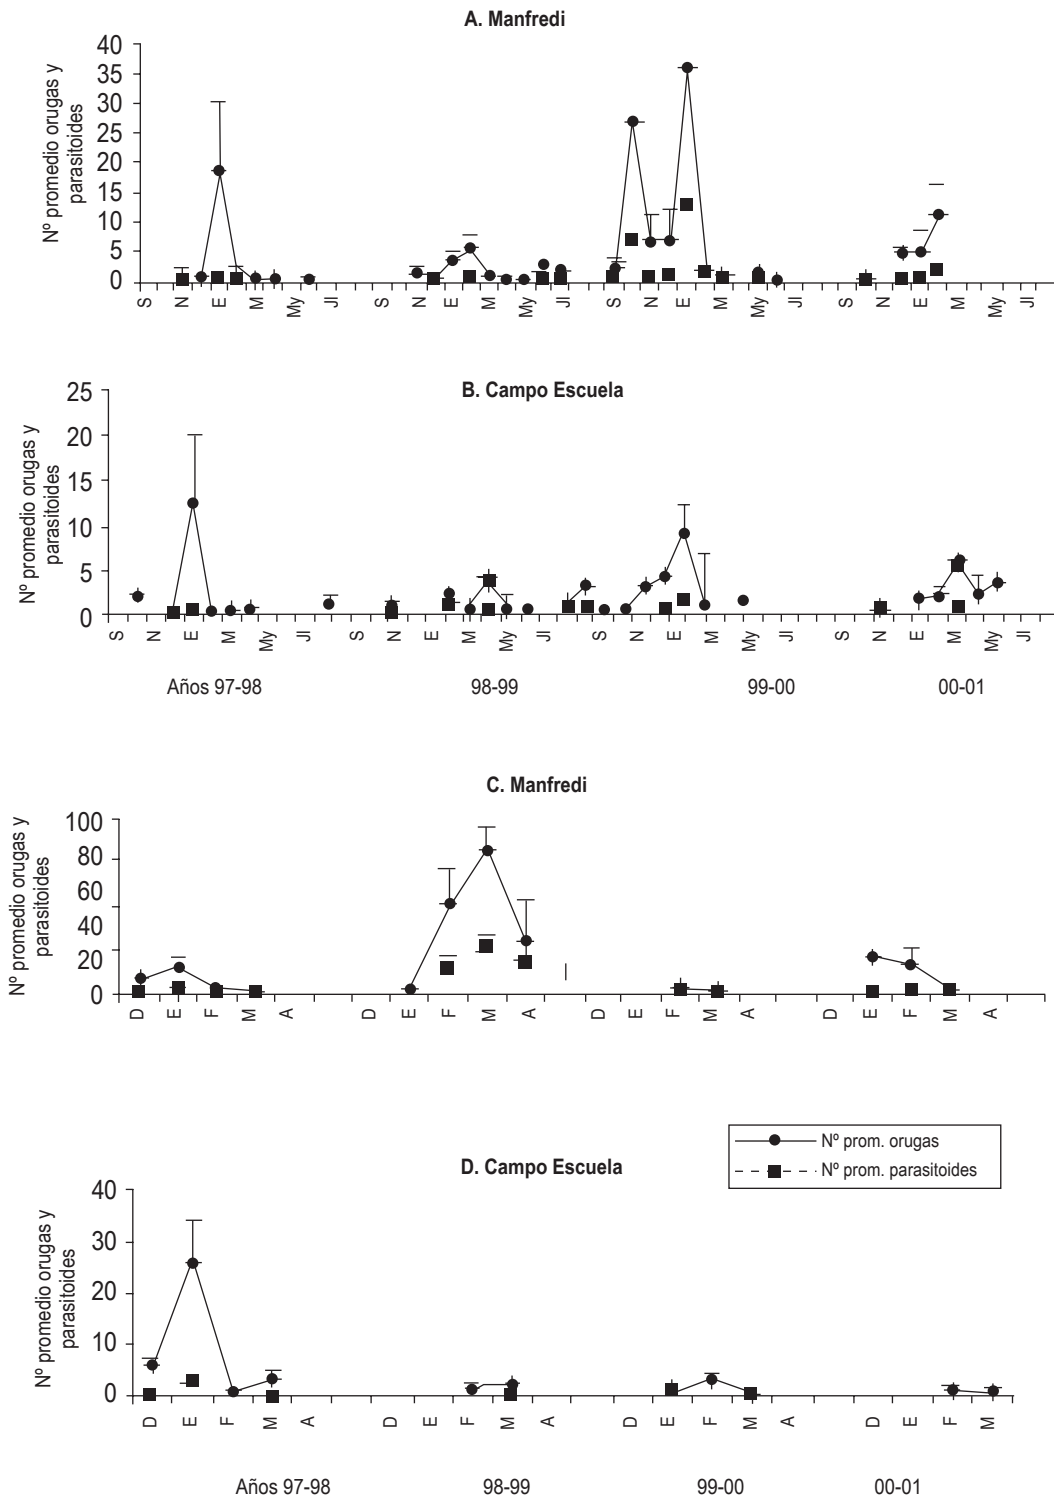 A. Manfredi
Nº promedio orugas y
parasitoides
40
35
30
25
20
15
10
5
0
S N E M My Jl S N E M My Jl S N E M My Jl S N E M My Jl
B. Campo Escuela
Nº promedio orugas y
parasitoides
25
20
15
10
5
0
S N E M My Jl S N E M My Jl S N E M My Jl S N E M My Jl
Años 97-98 98-99 99-00 00-01
C. Manfredi
Nº promedio orugas y
parasitoides
100
80
60
40
20
0
D E F M A D E F M A D E F M A D E F M A
Nº prom. orugas
Nº prom. parasitoides
D. Campo Escuela
Nº promedio orugas y
parasitoides
40
30
20
10
0
D E F M A D E F M A D E F M A D E F M
Años 97-98 98-99 99-00 00-01